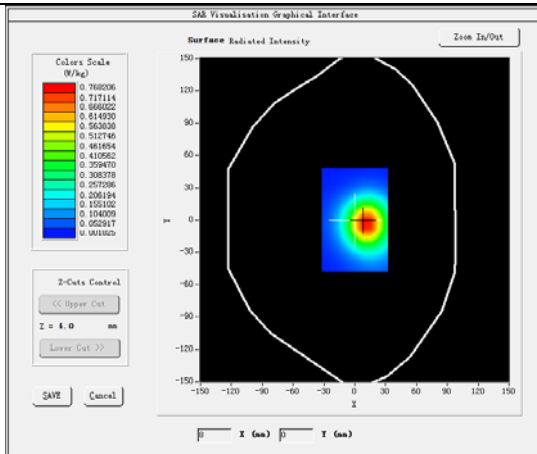 SAR Visualisation Graphical Interface
Surface Radiated Intensity
Zoom In/Out
Colors Scale
(W/kg)
0.768206
0.717114
0.666022
0.614930
0.563838
0.512746
0.461654
0.410562
0.359470
0.308378
0.257286
0.206194
0.155102
0.104009
0.052917
0.001825
150
120
90
60
30
0
-30
-60
-90
-120
-150
Y
-150 -120 -90 -60 -30 0 30 60 90 120 150
X
Z-Cuts Control
<< Upper Cut
Z = 4.0 mm
Lower Cut >>
SAVE
Cancel
8 X (mm) 0 Y (mm)